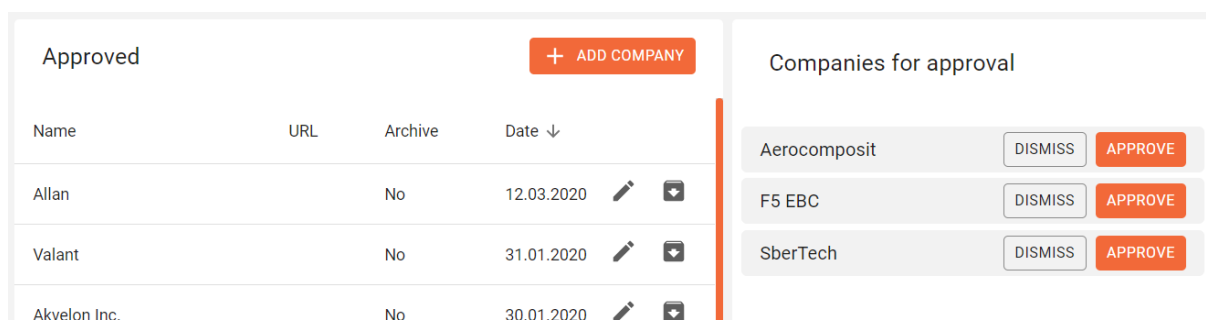 Approved
ADD COMPANY
Name URL Archive Date
Allan No 12.03.2020
Valant No 31.01.2020
Akvelon Inc. No 30.01.2020
Companies for approval
Aerocomposit DISMISS APPROVE
F5 EBC DISMISS APPROVE
SberTech DISMISS APPROVE